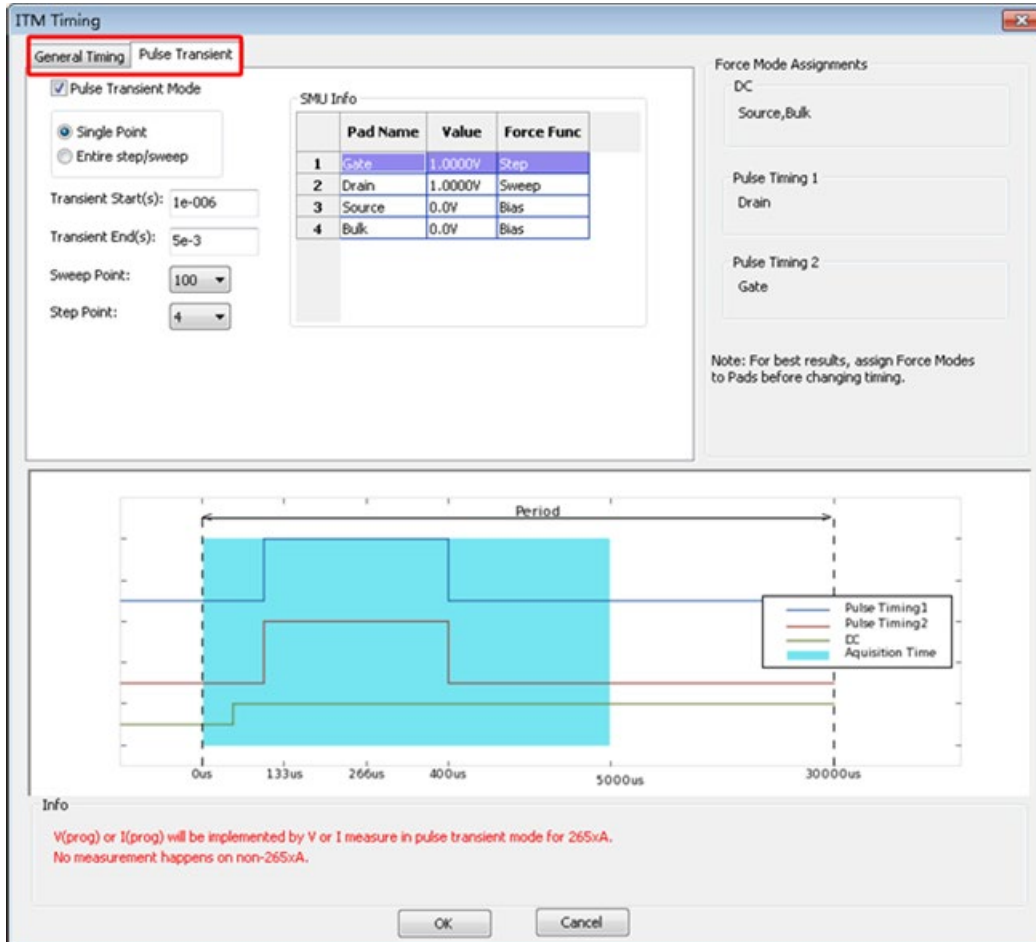 ITM Timing
General Timing Pulse Transient
Pulse Transient Mode
Single Point
Entire step/sweep
Transient Start(s): 1e-006
Transient End(s): 5e-3
Sweep Point: 100
Step Point: 4
SMU Info
Pad Name Value Force Func
1 Gate 1.0000V Step
2 Drain 1.0000V Sweep
3 Source 0.0V Bias
4 Bulk 0.0V Bias
Force Mode Assignments
DC
Source,Bulk
Pulse Timing 1
Drain
Pulse Timing 2
Gate
Note: For best results, assign Force Modes
to Pads before changing timing.
Period
Pulse Timing1
Pulse Timing2
DC
Aquisition Time
0us 133us 266us 400us 5000us 30000us
Info
V(prog) or I(prog) will be implemented by V or I measure in pulse transient mode for 265xA.
No measurement happens on non-265xA.
OK Cancel